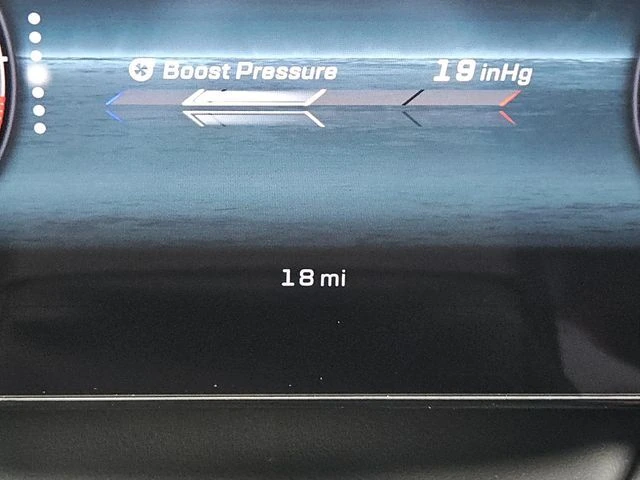 Boost Pressure 19 inHg
18 mi